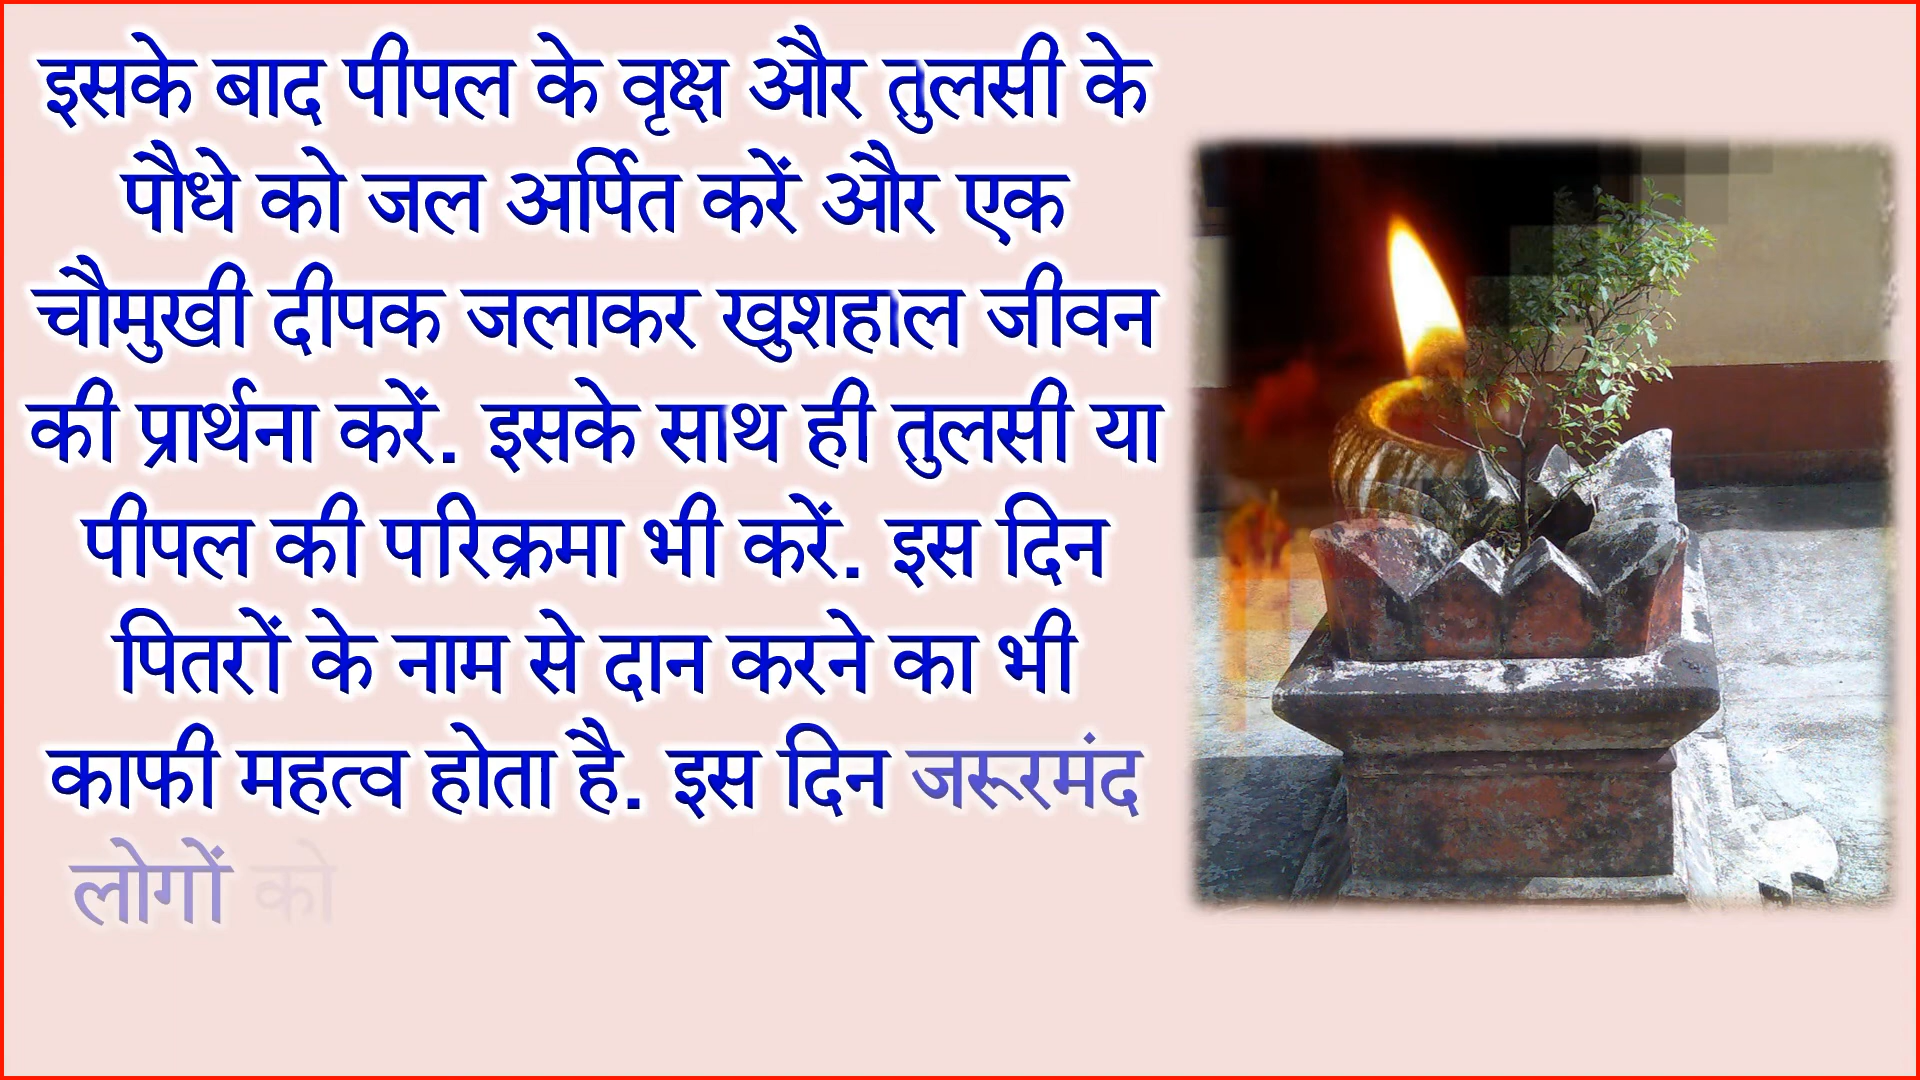 इसके बाद पीपल के वृक्ष और तुलसी के
पौधे को जल अर्पित करें और एक
चौमुखी दीपक जलाकर खुशहाल जीवन
की प्रार्थना करें. इसके साथ ही तुलसी या
पीपल की परिक्रमा भी करें. इस दिन
पितरों के नाम से दान करने का भी
काफी महत्व होता है. इस दिन जरूरमंद
लोगों को